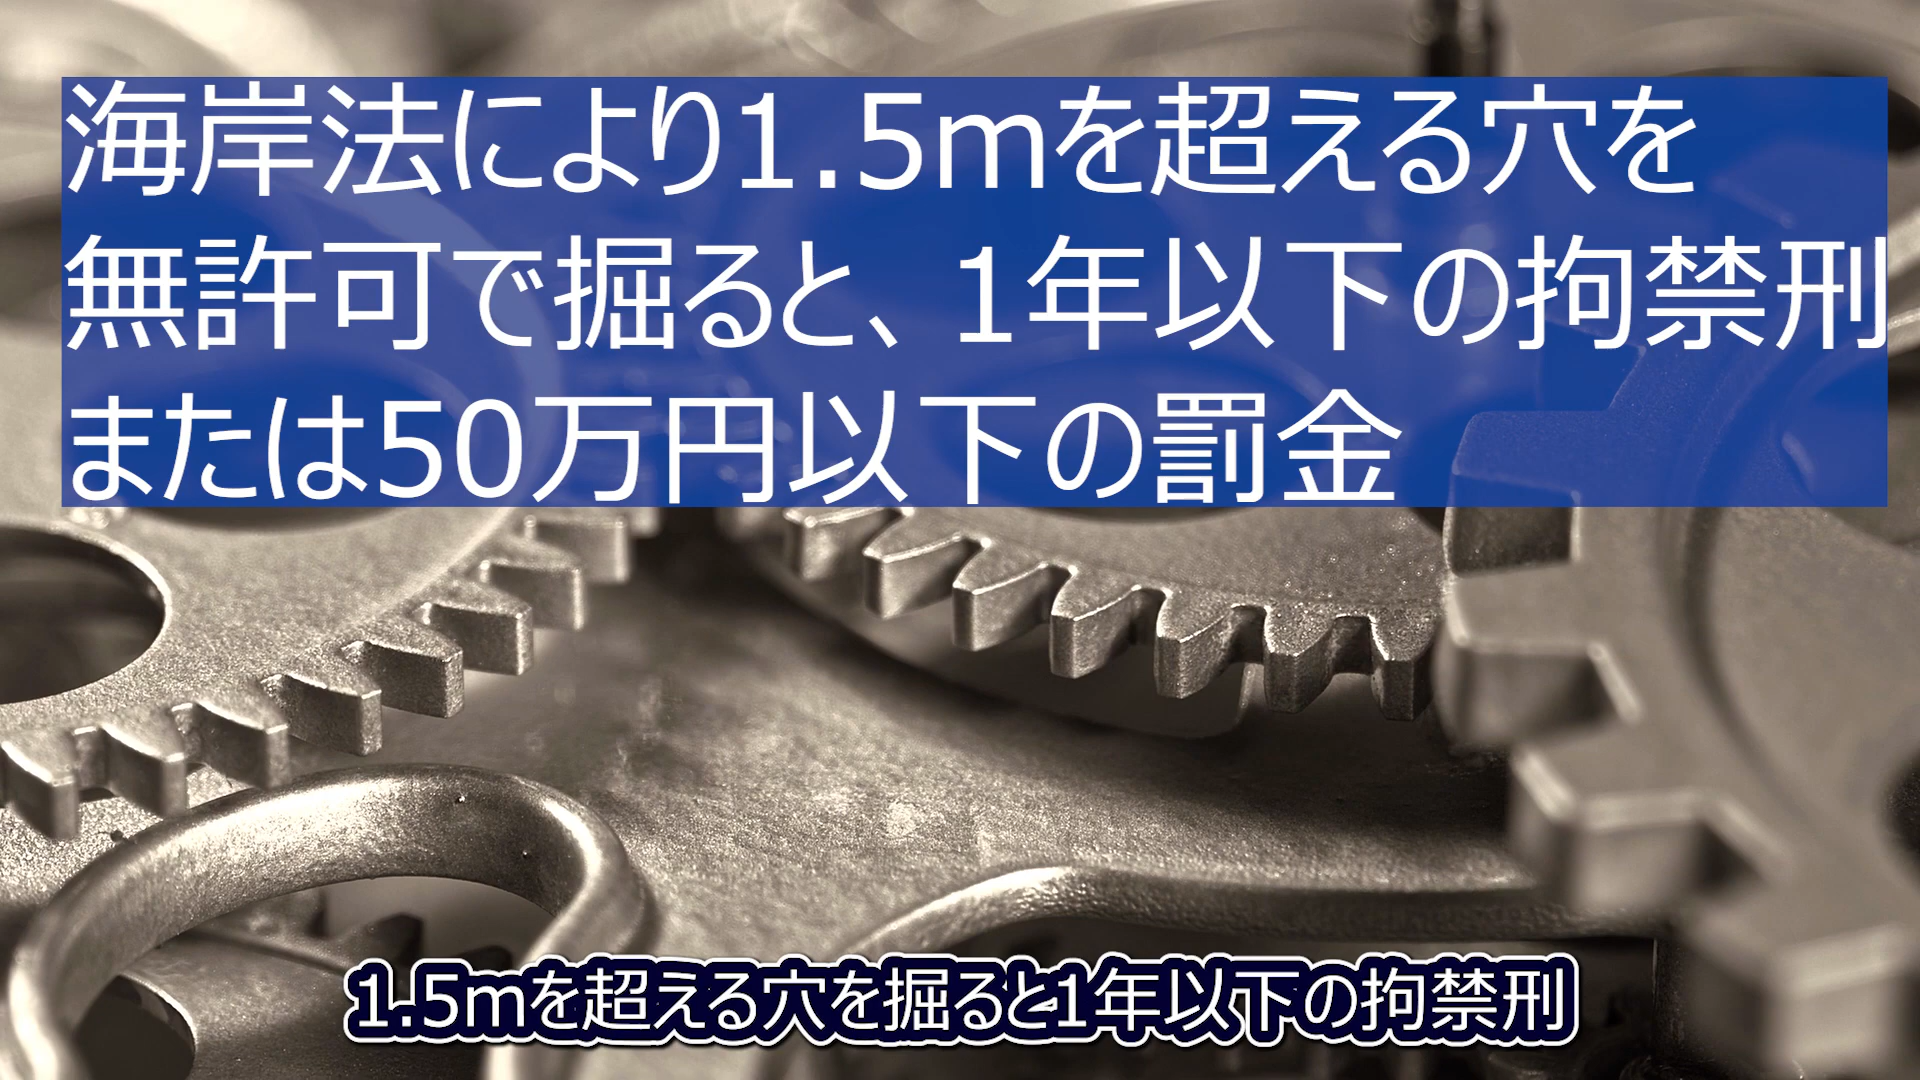 海岸法により1.5mを超える穴を
無許可で掘ると、1年以下の拘禁刑
または50万円以下の罰金
1.5mを超える穴を掘ると1年以下の拘禁刑